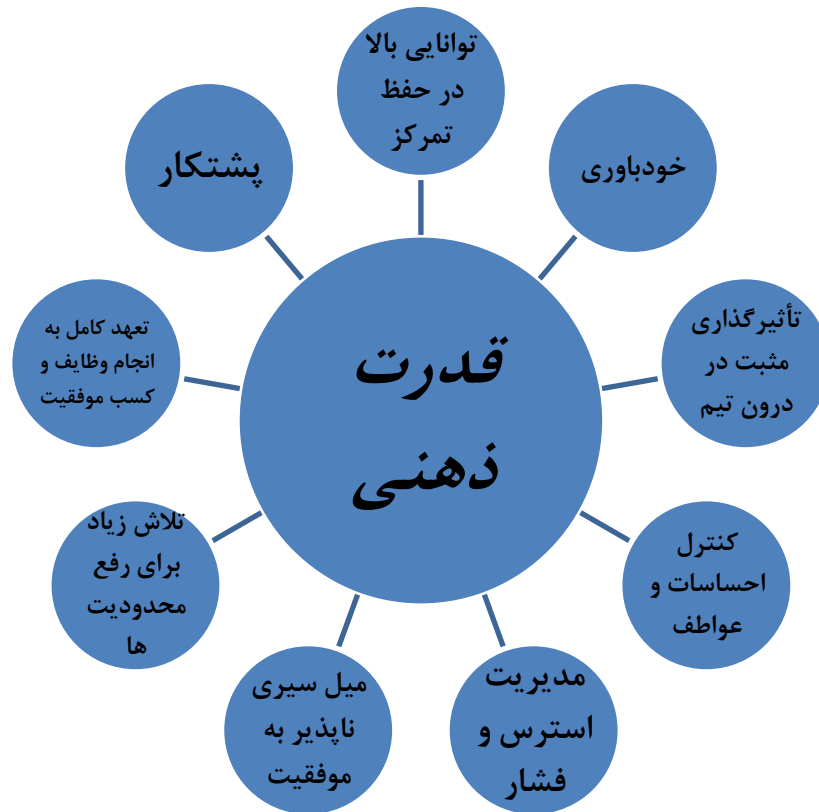 توانایی بالا
در حفظ
تمرکز
خودباوری
تأثیرگذاری
مثبت در
درون تیم
کنترل
احساسات و
عواطف
مدیریت
استرس و
فشار
میل سیری
ناپذیر به
موفقیت
تلاش زیاد
برای رفع
محدودیت
ها
تعهد کامل به
انجام وظایف و
کسب موفقیت
پشتکار
قدرت
ذهنی